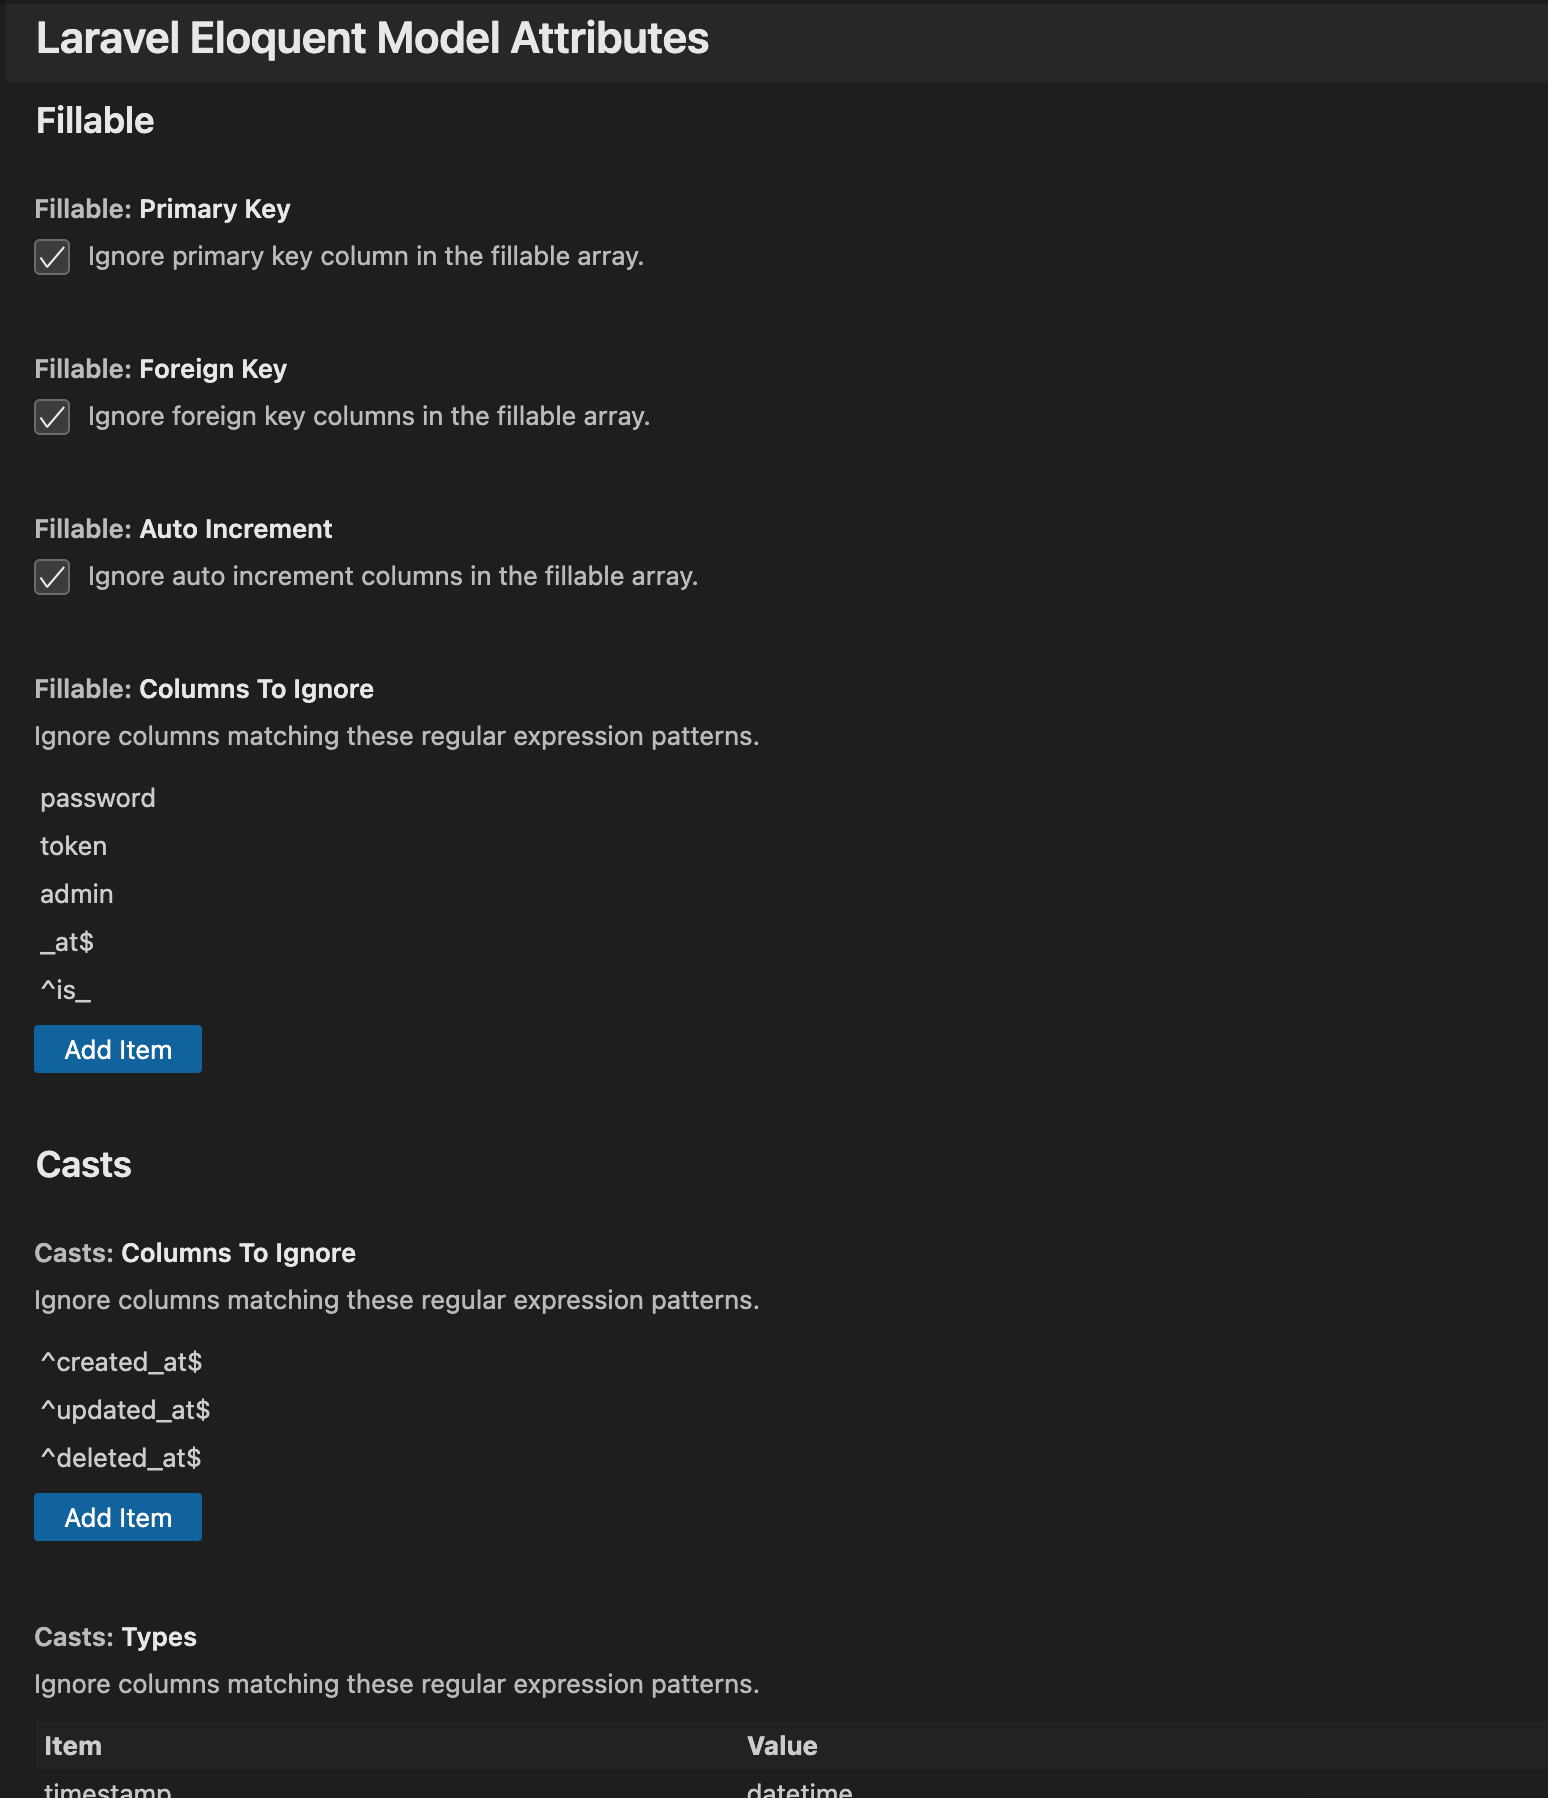 Laravel Eloquent Model Attributes
Fillable
Fillable: Primary Key
Ignore primary key column in the fillable array.
Fillable: Foreign Key
Ignore foreign key columns in the fillable array.
Fillable: Auto Increment
Ignore auto increment columns in the fillable array.
Fillable: Columns To Ignore
Ignore columns matching these regular expression patterns.
password
token
admin
_at$
^is_
Add Item
Casts
Casts: Columns To Ignore
Ignore columns matching these regular expression patterns.
^created_at$
^updated_at$
^deleted_at$
Add Item
Casts: Types
Ignore columns matching these regular expression patterns.
Item Value
timestamp datetime